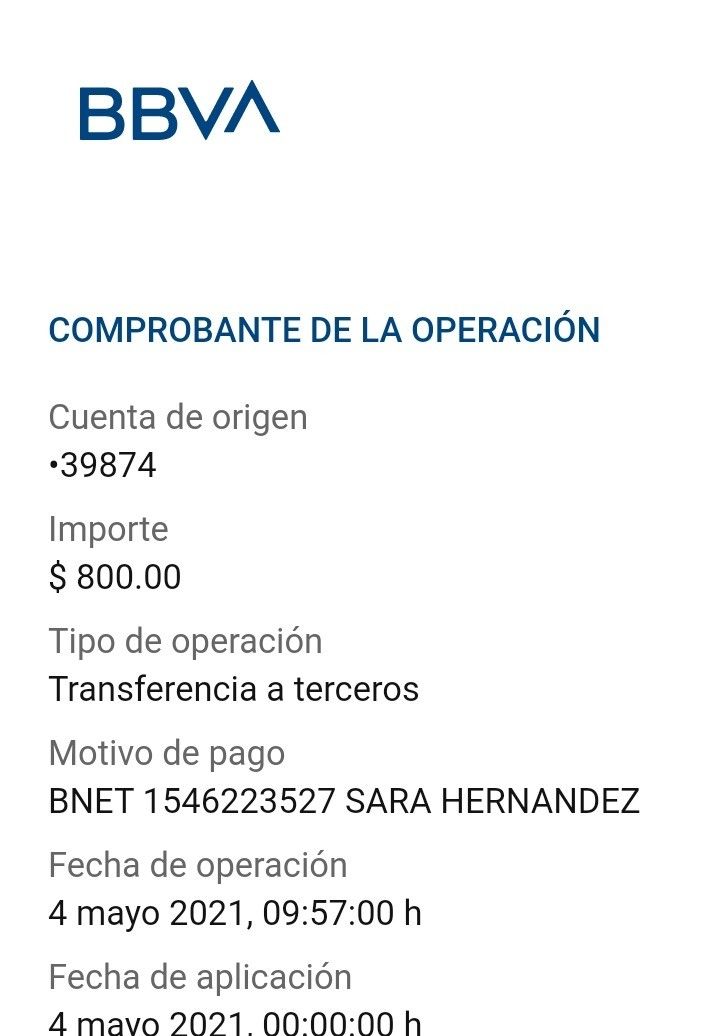 BBVA
COMPROBANTE DE LA OPERACIÓN
Cuenta de origen
•39874
Importe
$ 800.00
Tipo de operación
Transferencia a terceros
Motivo de pago
BNET 1546223527 SARA HERNANDEZ
Fecha de operación
4 mayo 2021, 09:57:00 h
Fecha de aplicación
4 mayo 2021, 00:00:00 h